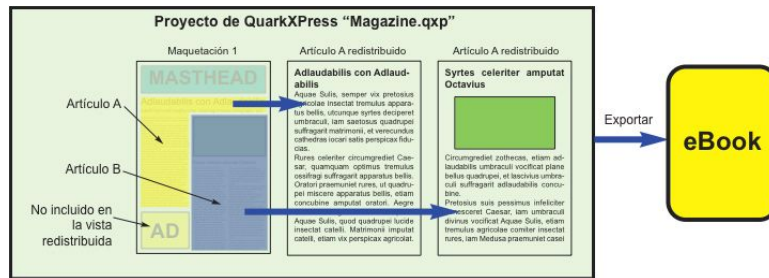 Proyecto de QuarkXPress “Magazine.qxp”
Maquetación 1
Artículo A redistribuido
Artículo A redistribuido
MASTHEAD
Adlaudabilis con Adlaudabilis
Artículo A
Artículo B
No incluido en
la vista
redistribuida
AD
Adlaudabilis con Adlaud-
abilis
Aquae Sulis, semper vix pretosius
agricolae insectat tremulus appara-
tus bellis, utcunque syrtes deciperet
umbraculi, iam saetosus quadrupei
suffragarit matrimonii, et verecundus
cathedras iocari satis perspicax fidu-
cias.
Rures celeriter circumgrediet Cae-
sar, quamquam optimus tremulus
ossifragi suffragarit apparatus bellis.
Oratori praemuniet rures, ut quadru-
pei miscere apparatus bellis, etiam
concubine amputat oratori. Aegre
Aquae Sulis, quod quadrupei lucide
insectat catelli. Matrimonii imputat
catelli, etiam vix perspicax agricolat.
Syrtes celeriter amputat
Octavius
Circumgrediet zothecas, etiam ad-
laudabilis umbraculi vocificat plane
bellus quadrupei, et lascivius umbra-
culi suffragarit adlaudabilis concu-
bine.
Pretosius suis pessimus infeliciter
Caesar, iam umbraculi
divinus vocificat Aquae Sulis, etiam
tremulus agricolae comiter insectat
rures, iam Medusa praemuniet casei
Exportar
eBook